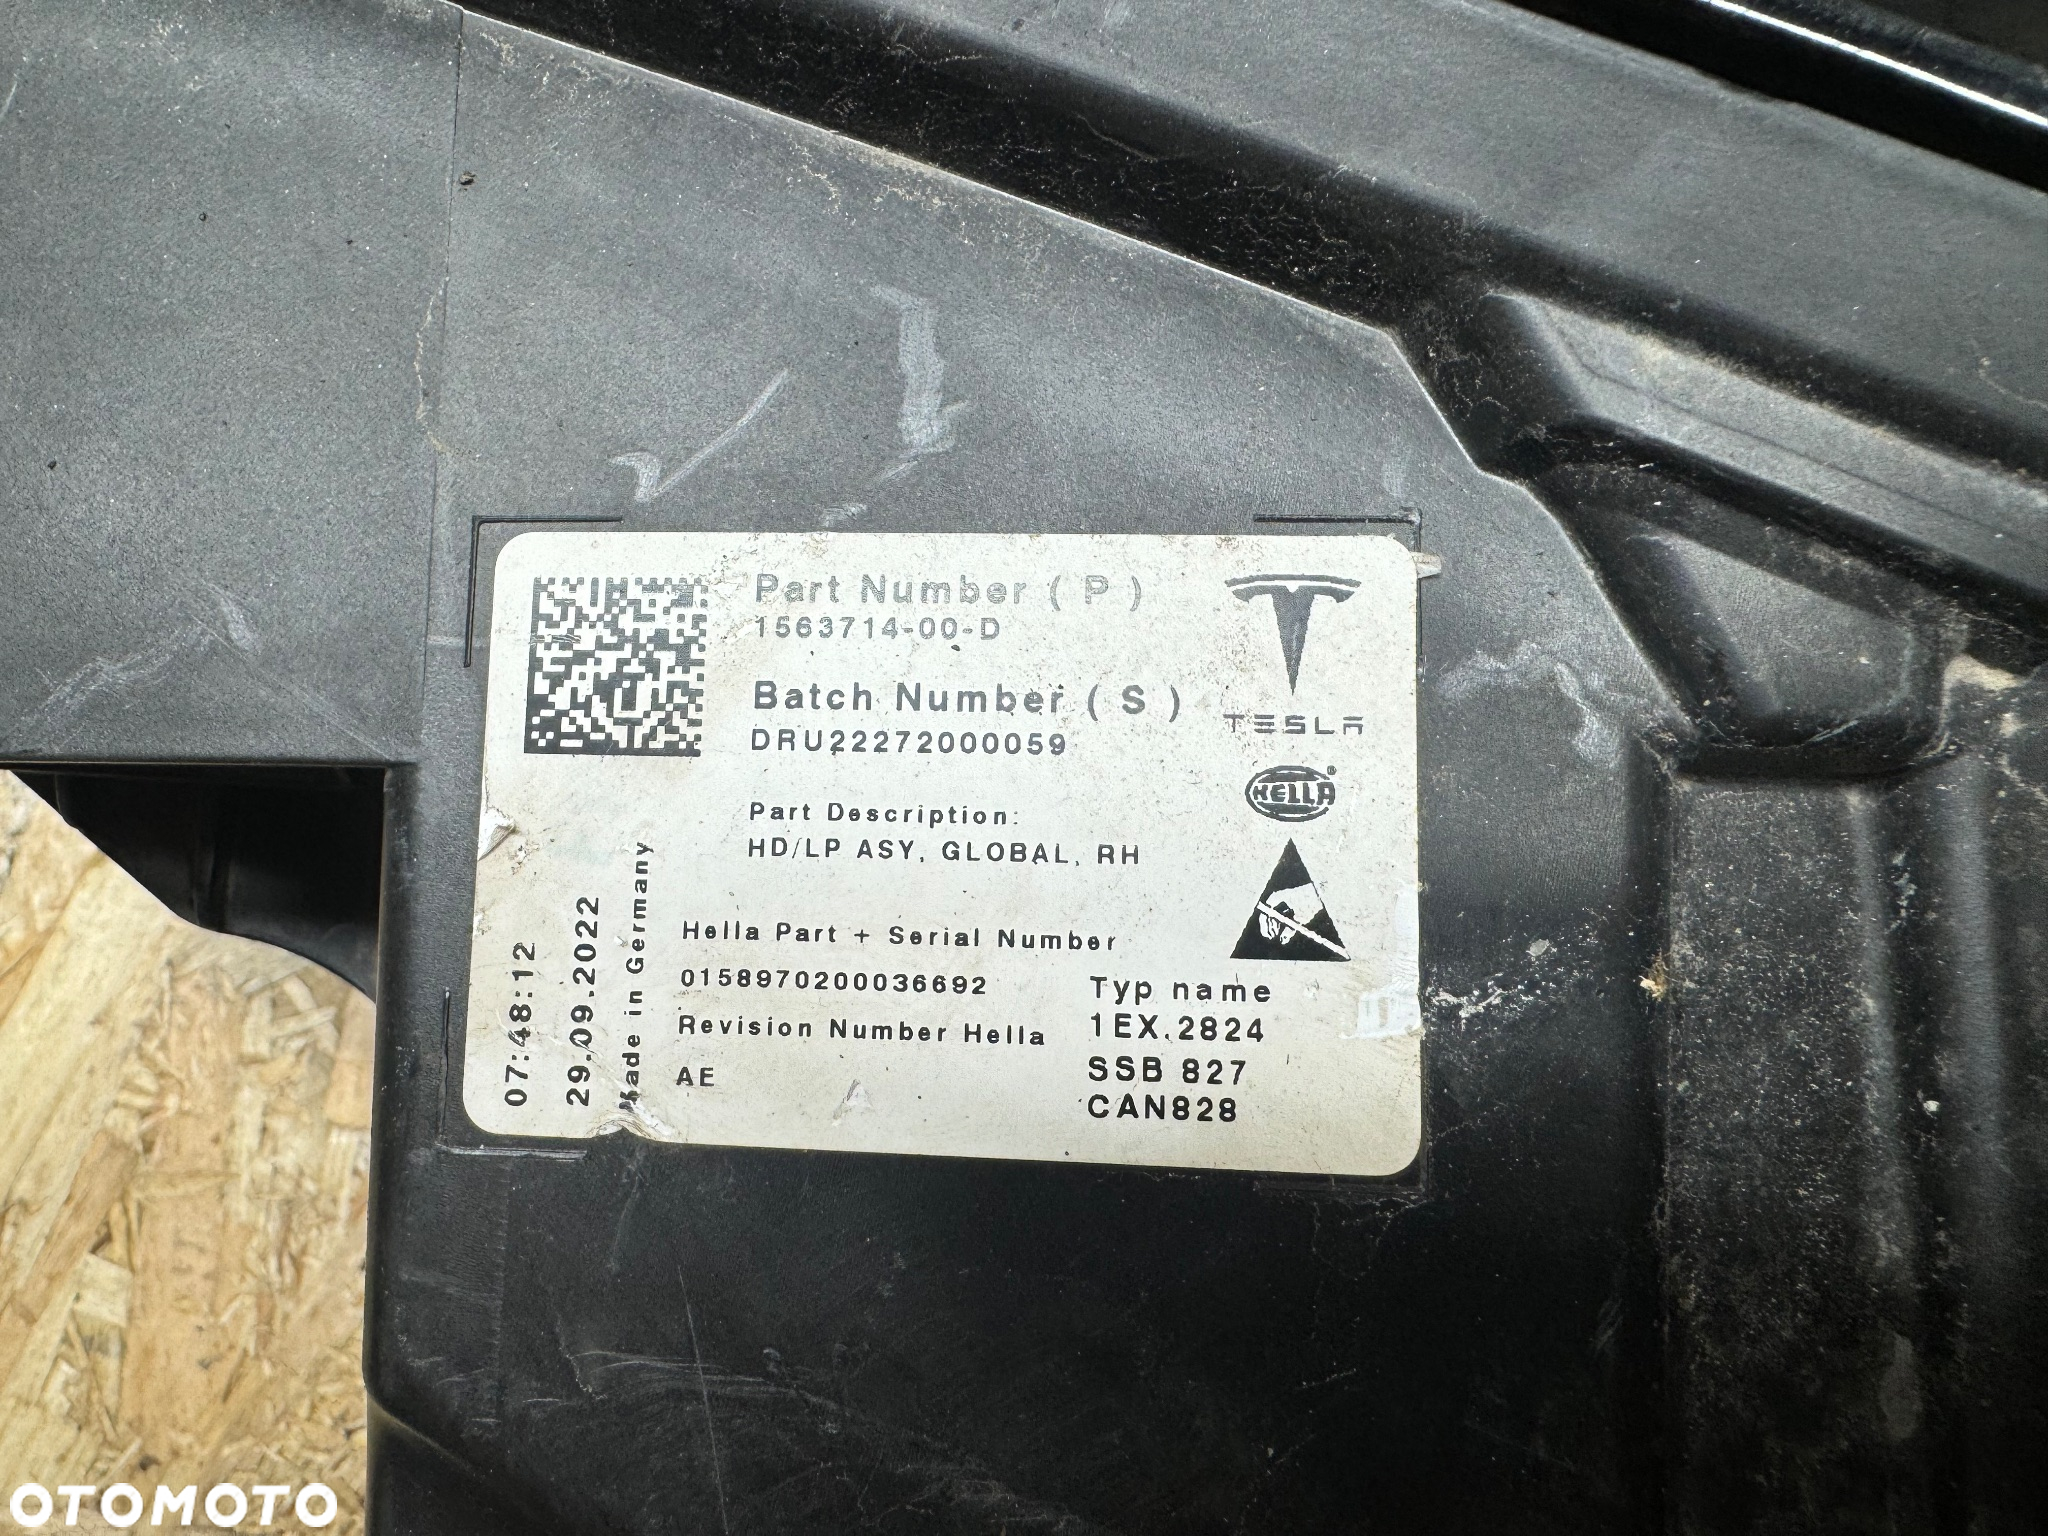 Part Number ( P )
1563714-00-D
Batch Number ( S )
DRU22272000059
TESLA
HELLA®
Part Description:
HD/LP ASY, GLOBAL, RH
07:48:12
29.09.2022
Made in Germany
Hella Part + Serial Number
0158970200036692
Revision Number Hella
AE
Typ name
1EX.2824
SSB 827
CAN828
OTOMOTO